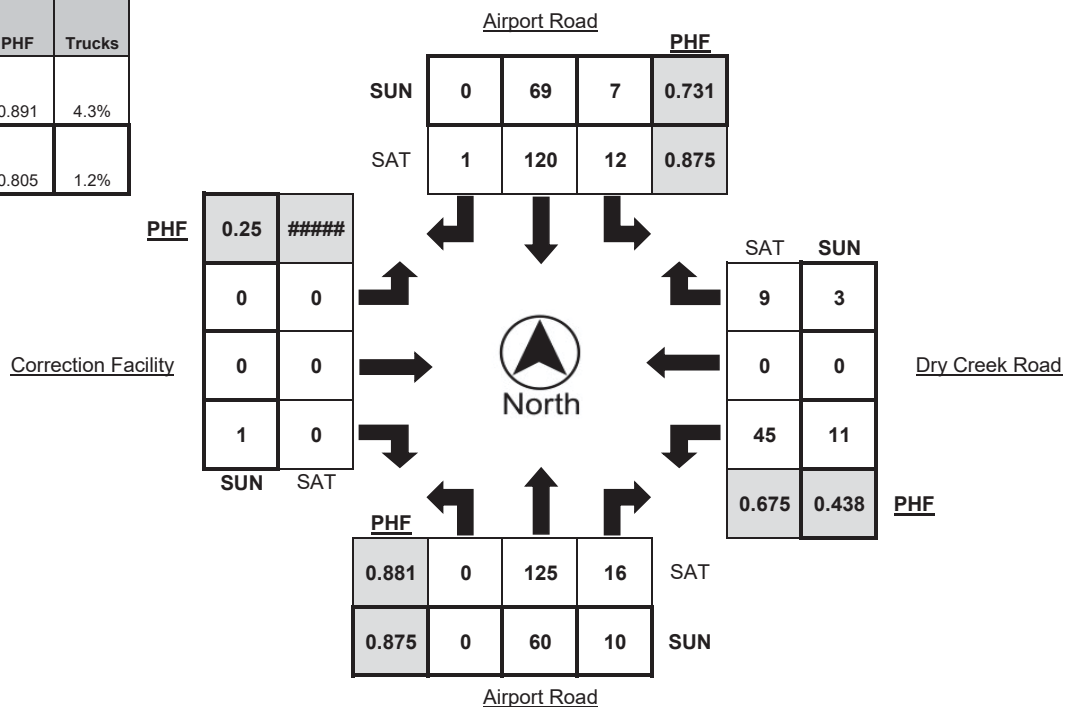 Airport Road
PHF Trucks
PHF
SUN 0 69 7 0.731
0.891 4.3%
SAT 1 120 12 0.875
0.805 1.2%
PHF 0.25 #####
SAT SUN
0 0
9 3
Correction Facility 0 0
North
0 0 Dry Creek Road
1 0
45 11
SUN SAT
0.675 0.438 PHF
PHF
0.881 0 125 16 SAT
0.875 0 60 10 SUN
Airport Road